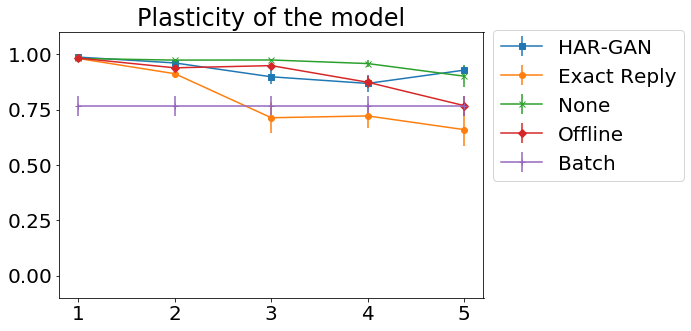 Plasticity of the model
1.00
0.75
0.50
0.25
0.00
1 2 3 4 5
HAR-GAN
Exact Reply
None
Offline
Batch